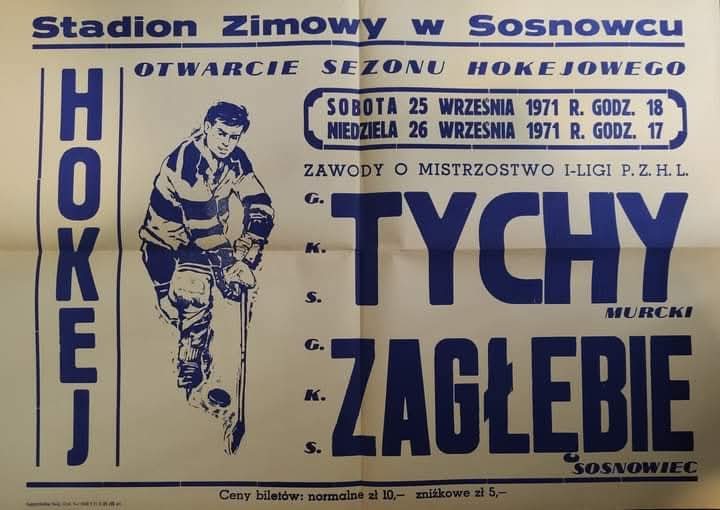 Stadion Zimowy w Sosnowcu
HOKEJ
OTWARCIE SEZONU HOKEJOWEGO
SOBOTA 25 WRZEŚNIA 1971 R. GODZ. 18
NIEDZIELA 26 WRZEŚNIA 1971 R. GODZ. 17
ZAWODY O MISTRZOSTWO I-LIGI P.Z.H.L.
G. K. S. TYCHY
MURCKI
G. K. S. ZAGŁĘBIE
SOSNOWIEC
Ceny biletów: normalne zł 10,— zniżkowe zł 5,—